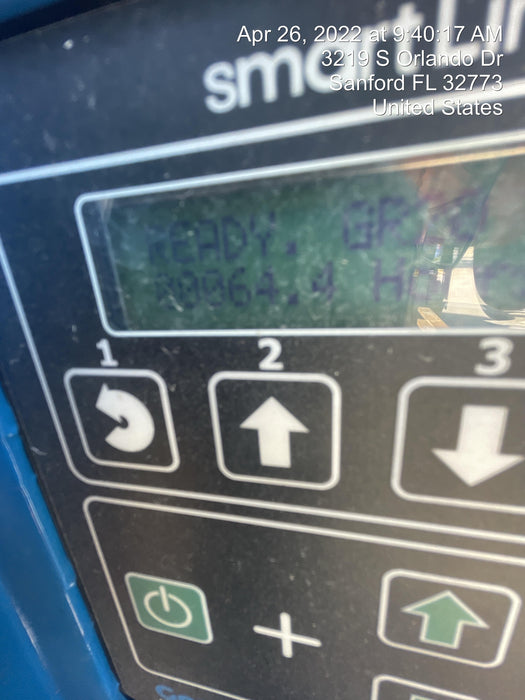 Apr 26, 2022 at 9:40:17 AM
3219 S Orlando Dr
Sanford FL 32773
United States
READY.
00064.4
1 2 3
+